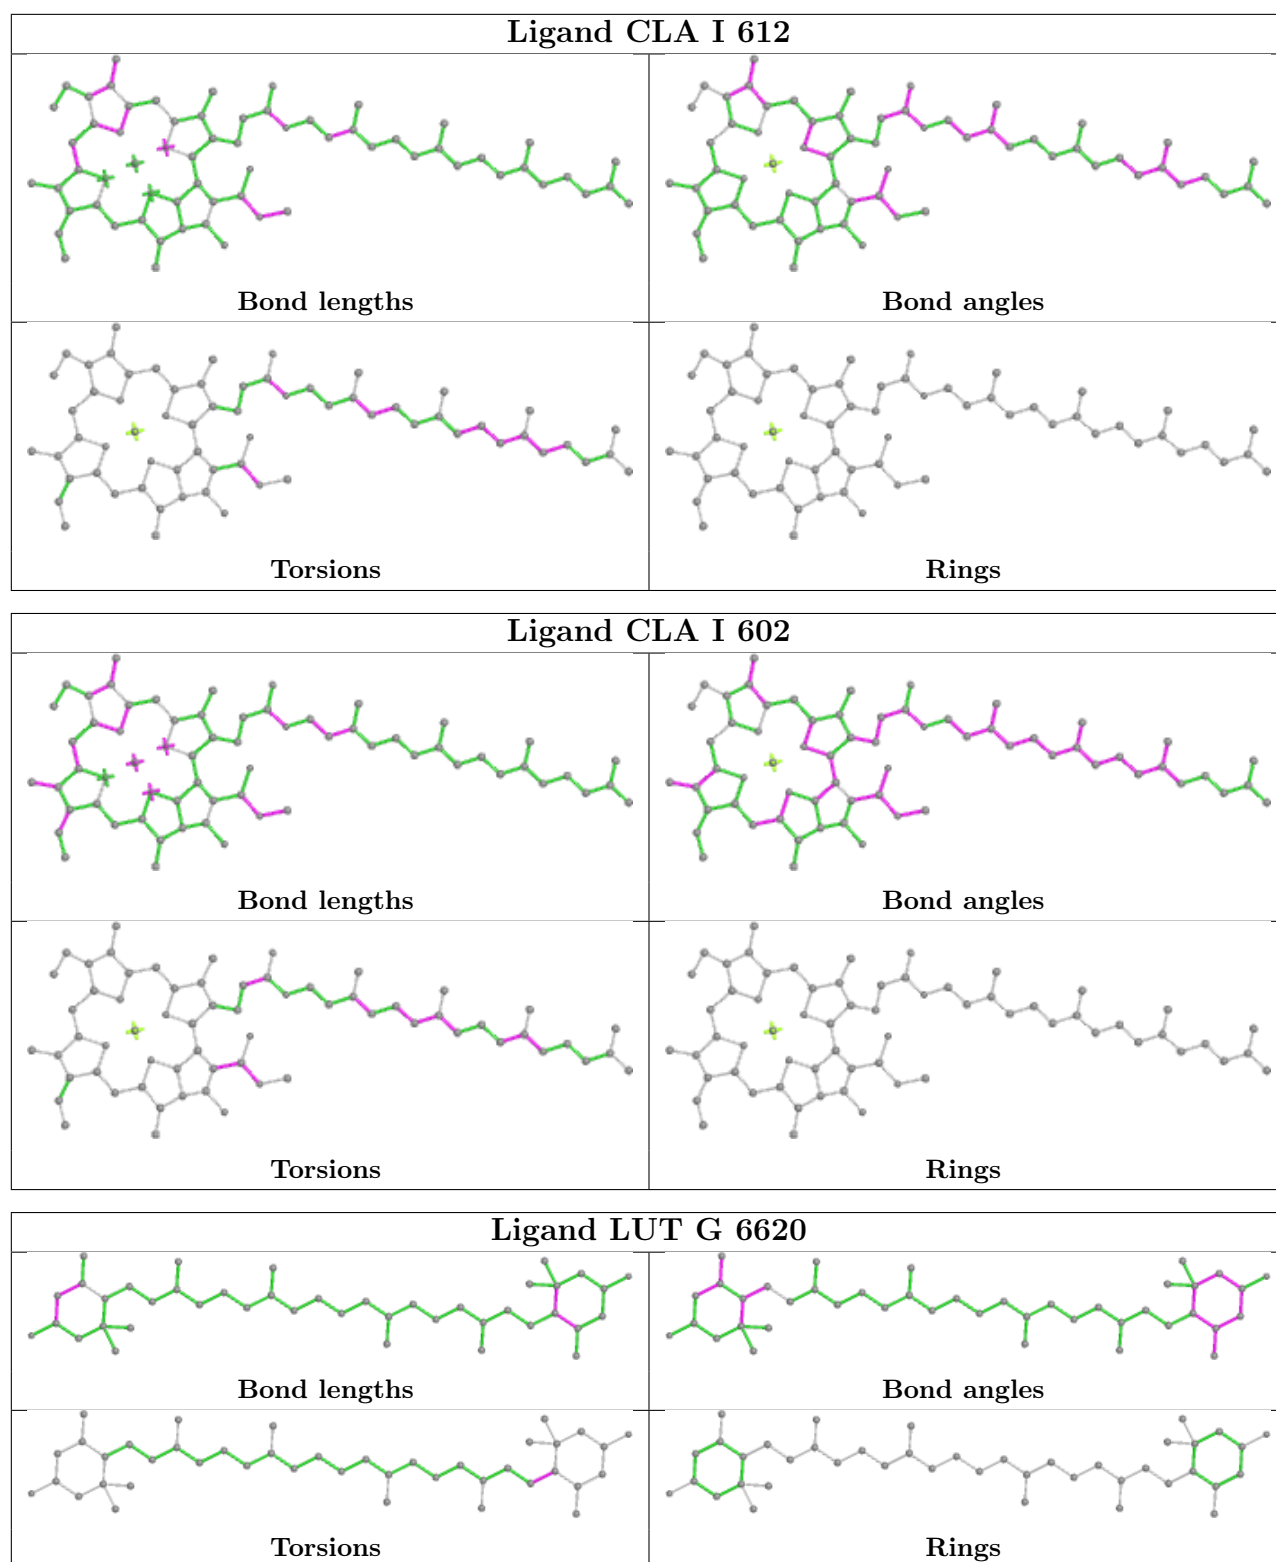 Ligand CLA I 612
Bond lengths
Bond angles
Torsions
Rings
Ligand CLA I 602
Bond lengths
Bond angles
Torsions
Rings
Ligand LUT G 6620
Bond lengths
Bond angles
Torsions
Rings